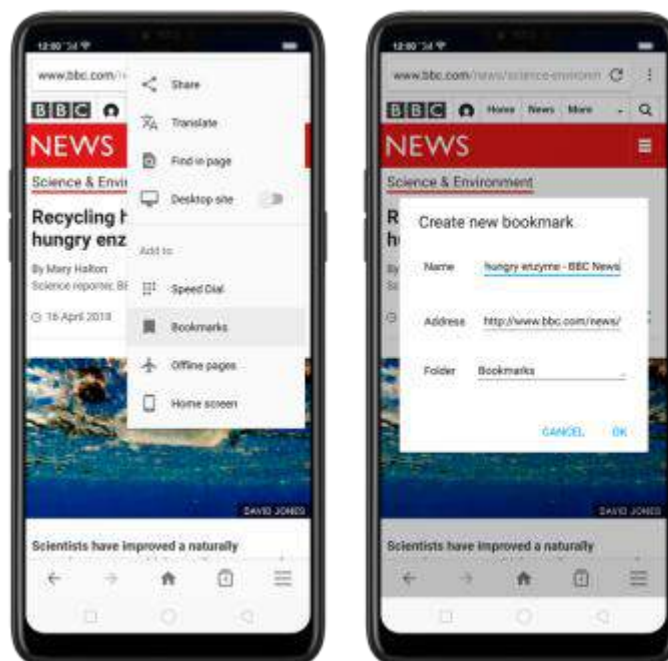 12:00
www.bbc.com/
Share
Translate
Find in page
Desktop site
Add to:
Speed Dial
Bookmarks
Offline pages
Home screen
BBC
NEWS
Science & Envi
Recycling h
hungry enz
By Mary Halton
Science reporter, BB
16 April 2018
DAVID JONES
Scientists have improved a naturally
12:00
www.bbc.com/news/science-environm
BBC
Home News More
NEWS
Science & Environment
Create new bookmark
Name hungry enzyme - BBC News
Address http://www.bbc.com/news/
Folder Bookmarks
CANCEL OK
DAVID JONES
Scientists have improved a naturally